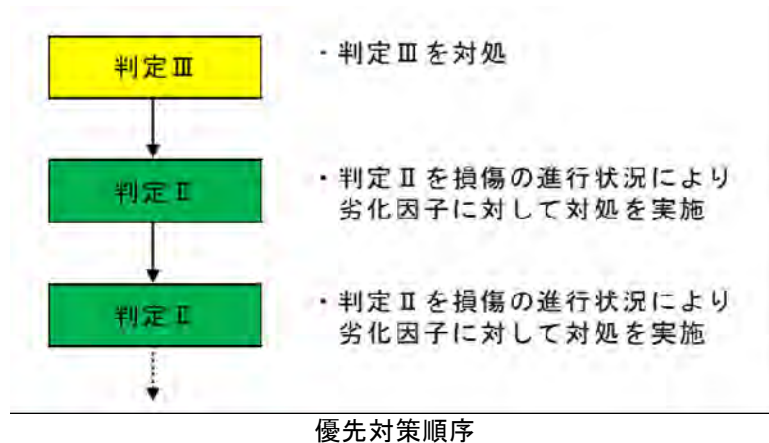 判定Ⅲ
・判定Ⅲを対処
判定Ⅱ
・判定Ⅱを損傷の進行状況により
劣化因子に対して対処を実施
判定Ⅱ
・判定Ⅱを損傷の進行状況により
劣化因子に対して対処を実施
優先対策順序